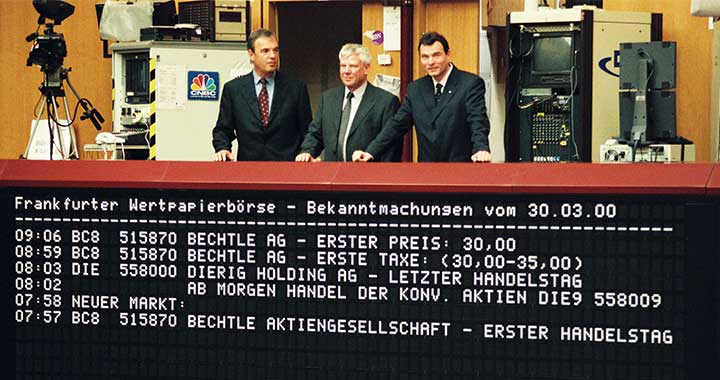 CNBC
CNBC
Frankfurter Wertpapierbörse - Bekanntmachungen vom 30.03.00
09:06 BC8 515870 BECHTLE AG - ERSTER PREIS: 30,00
08:59 BC8 515870 BECHTLE AG - ERSTE TAXE: (30,00-35,00)
08:03 DIE 558000 DIERIG HOLDING AG - LETZTER HANDELSTAG
08:02 AB MORGEN HANDEL DER KONV. AKTIEN DIE9 558009
07:58 NEUER MARKT:
07:57 BC8 515870 BECHTLE AKTIENGESELLSCHAFT - ERSTER HANDELSTAG